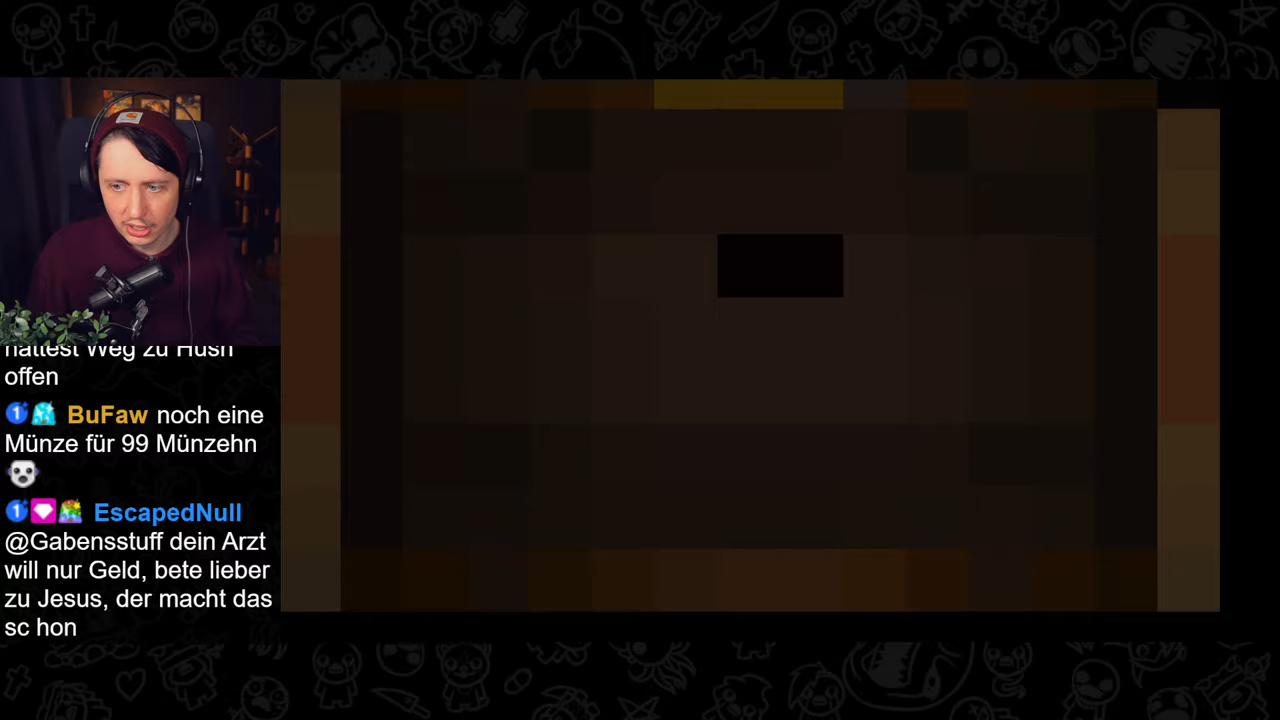 hattest Weg zu Hush
offen
BuFaw noch eine
Münze für 99 Münzehn
EscapedNull
@Gabensstuff dein Arzt
will nur Geld, bete lieber
zu Jesus, der macht das
sc hon